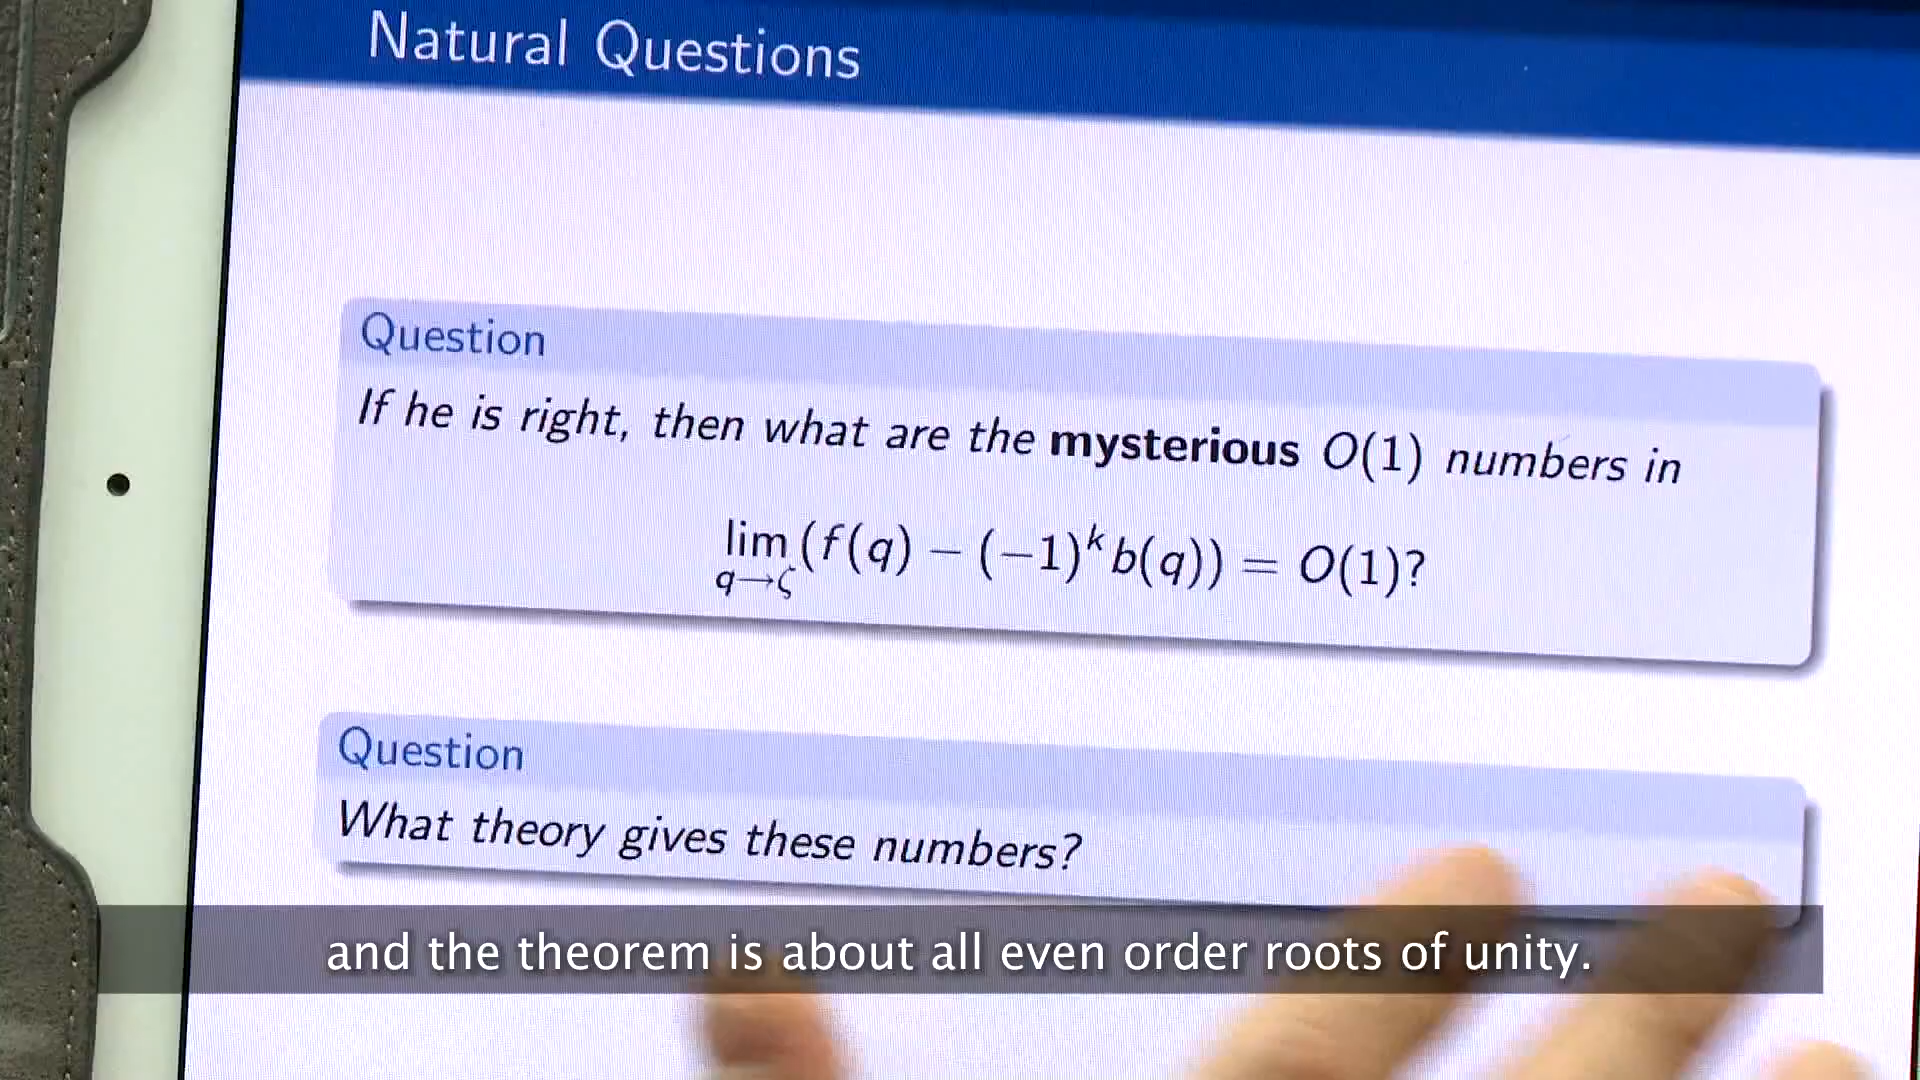 Natural Questions
Question
If he is right, then what are the mysterious O(1) numbers in
lim (f(q) − (−1)ᵏ b(q)) = O(1)?
q→ζ
Question
What theory gives these numbers?
and the theorem is about all even order roots of unity.